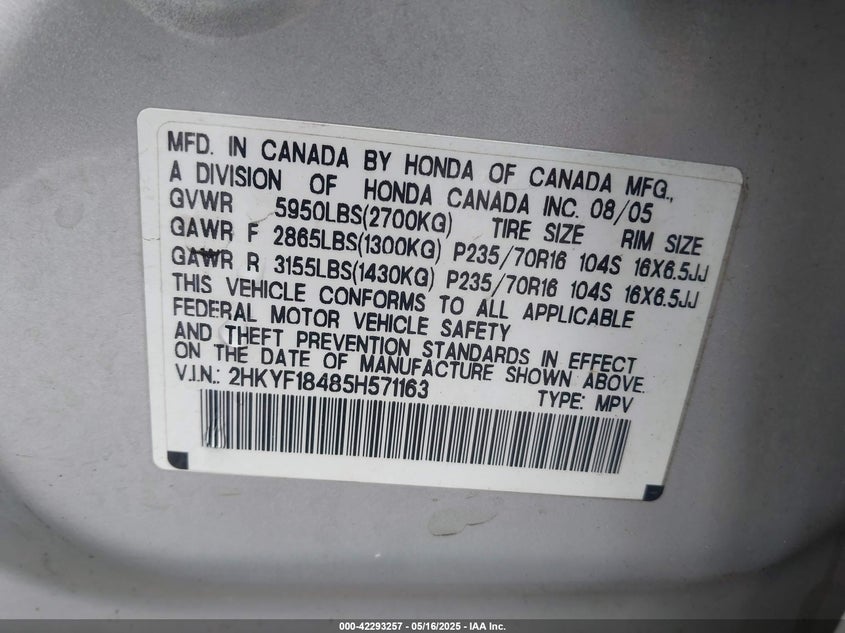 MFD. IN CANADA BY HONDA OF CANADA MFG.,
A DIVISION OF HONDA CANADA INC. 08/05
GVWR 5950LBS(2700KG) TIRE SIZE RIM SIZE
GAWR F 2865LBS(1300KG) P235/70R16 104S 16X6.5JJ
GAWR R 3155LBS(1430KG) P235/70R16 104S 16X6.5JJ
THIS VEHICLE CONFORMS TO ALL APPLICABLE
FEDERAL MOTOR VEHICLE SAFETY
AND THEFT PREVENTION STANDARDS IN EFFECT
ON THE DATE OF MANUFACTURE SHOWN ABOVE.
V.I.N.: 2HKYF18485H571163 TYPE: MPV
000-42293257 - 05/16/2025 - IAA Inc.